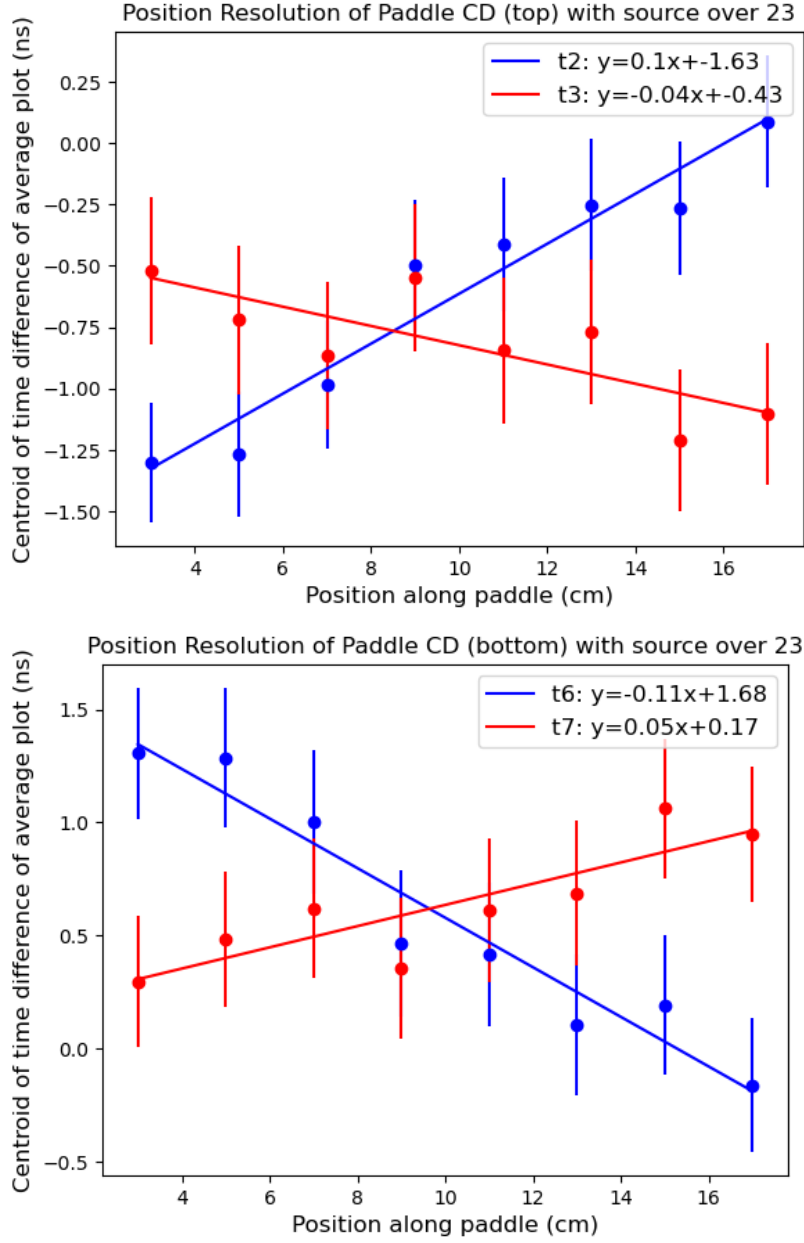 Position Resolution of Paddle CD (top) with source over 23
t2: y=0.1x+-1.63
t3: y=-0.04x+-0.43
Centroid of time difference of average plot (ns)
0.25
0.00
−0.25
−0.50
−0.75
−1.00
−1.25
−1.50
4 6 8 10 12 14 16
Position along paddle (cm)
Position Resolution of Paddle CD (bottom) with source over 23
t6: y=-0.11x+1.68
t7: y=0.05x+0.17
Centroid of time difference of average plot (ns)
1.5
1.0
0.5
0.0
−0.5
4 6 8 10 12 14 16
Position along paddle (cm)